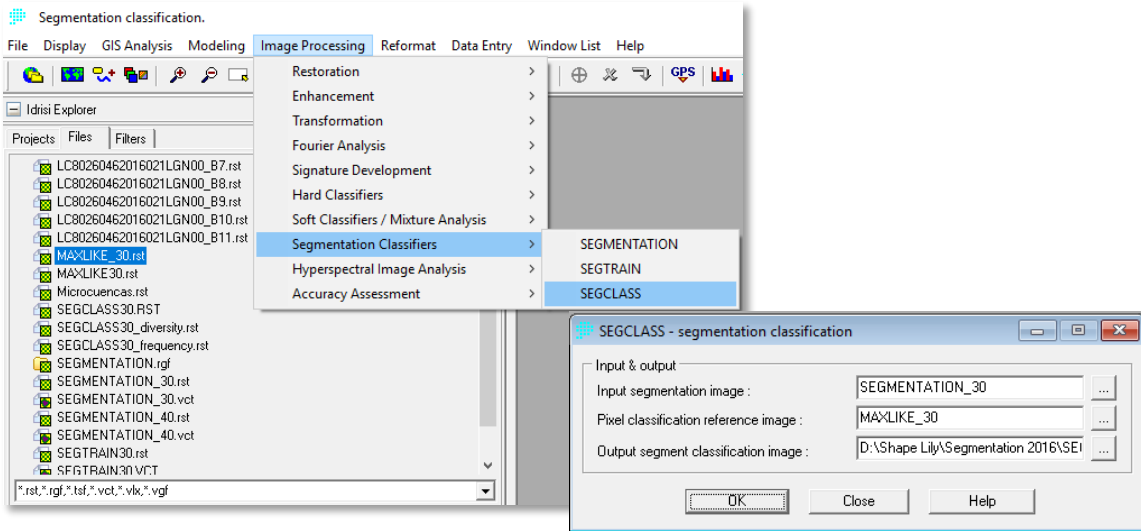 Segmentation classification.
File Display GIS Analysis Modeling Image Processing Reformat Data Entry Window List Help
GPS
Idrisi Explorer
Projects Files Filters
LC80260462016021LGN00_B7.rst
LC80260462016021LGN00_B8.rst
LC80260462016021LGN00_B9.rst
LC80260462016021LGN00_B10.rst
LC80260462016021LGN00_B11.rst
MAXLIKE_30.rst
MAXLIKE30.rst
Microcuencas.rst
SEGCLASS30.RST
SEGCLASS30_diversity.rst
SEGCLASS30_frequency.rst
SEGMENTATION.rgf
SEGMENTATION_30.rst
SEGMENTATION_30.vct
SEGMENTATION_40.rst
SEGMENTATION_40.vct
SEGTRAIN30.rst
SEGTRAIN30.VCT
*.rst,*.rgf,*.tsf,*.vct,*.vlx,*.vgf
Restoration
Enhancement
Transformation
Fourier Analysis
Signature Development
Hard Classifiers
Soft Classifiers / Mixture Analysis
Segmentation Classifiers
Hyperspectral Image Analysis
Accuracy Assessment
SEGMENTATION
SEGTRAIN
SEGCLASS
SEGCLASS - segmentation classification
Input & output
Input segmentation image : SEGMENTATION_30 ...
Pixel classification reference image : MAXLIKE_30 ...
Output segment classification image : D:\Shape Lily\Segmentation 2016\SE ...
OK Close Help